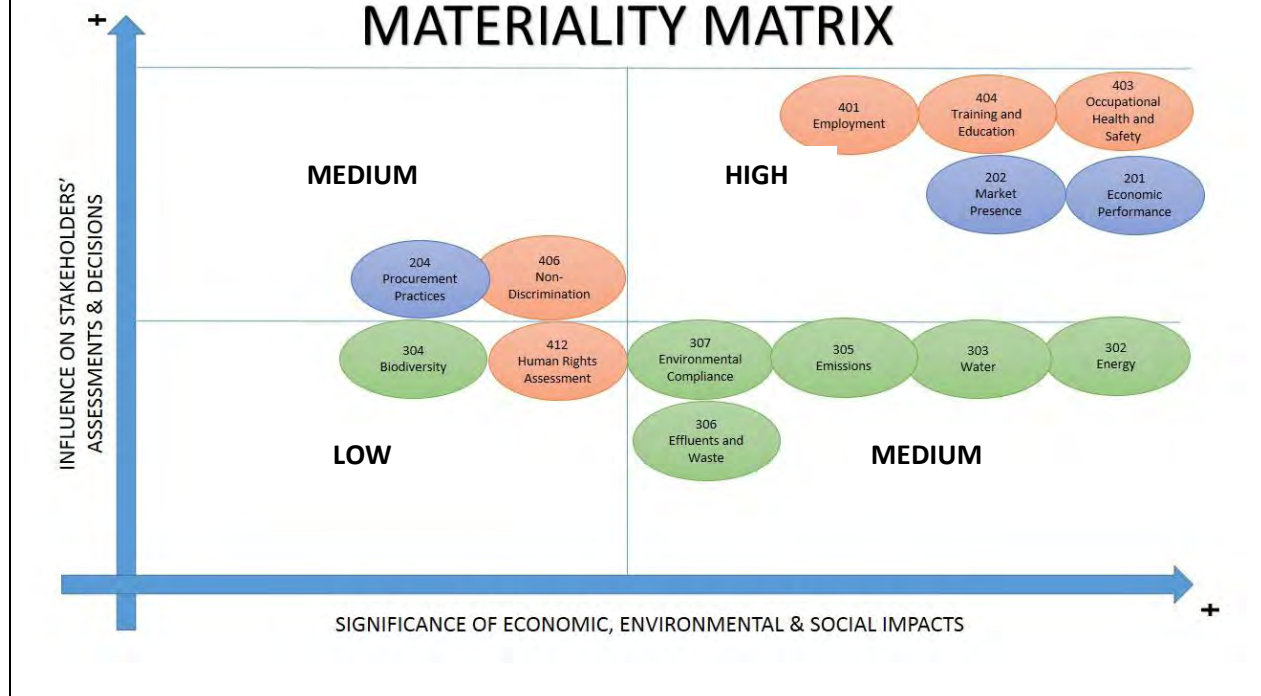 MATERIALITY MATRIX
+
INFLUENCE ON STAKEHOLDERS'
ASSESSMENTS & DECISIONS
MEDIUM
HIGH
401
Employment
404
Training and
Education
403
Occupational
Health and
Safety
202
Market
Presence
201
Economic
Performance
204
Procurement
Practices
406
Non-
Discrimination
304
Biodiversity
412
Human Rights
Assessment
307
Environmental
Compliance
305
Emissions
303
Water
302
Energy
306
Effluents and
Waste
LOW
MEDIUM
+
SIGNIFICANCE OF ECONOMIC, ENVIRONMENTAL & SOCIAL IMPACTS